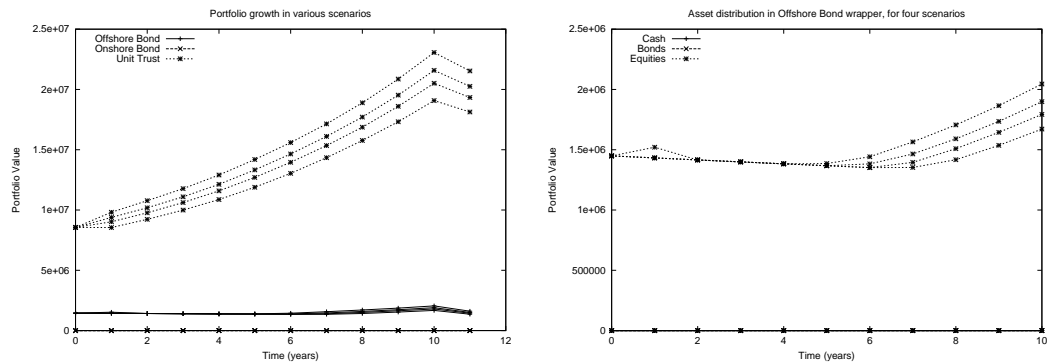 Portfolio growth in various scenarios
2.5e+07
2e+07
1.5e+07
1e+07
5e+06
0
Portfolio Value
Offshore Bond
Onshore Bond
Unit Trust
0 2 4 6 8 10 12
Time (years)
Asset distribution in Offshore Bond wrapper, for four scenarios
2.5e+06
2e+06
1.5e+06
1e+06
500000
0
Portfolio Value
Cash
Bonds
Equities
0 2 4 6 8 10
Time (years)